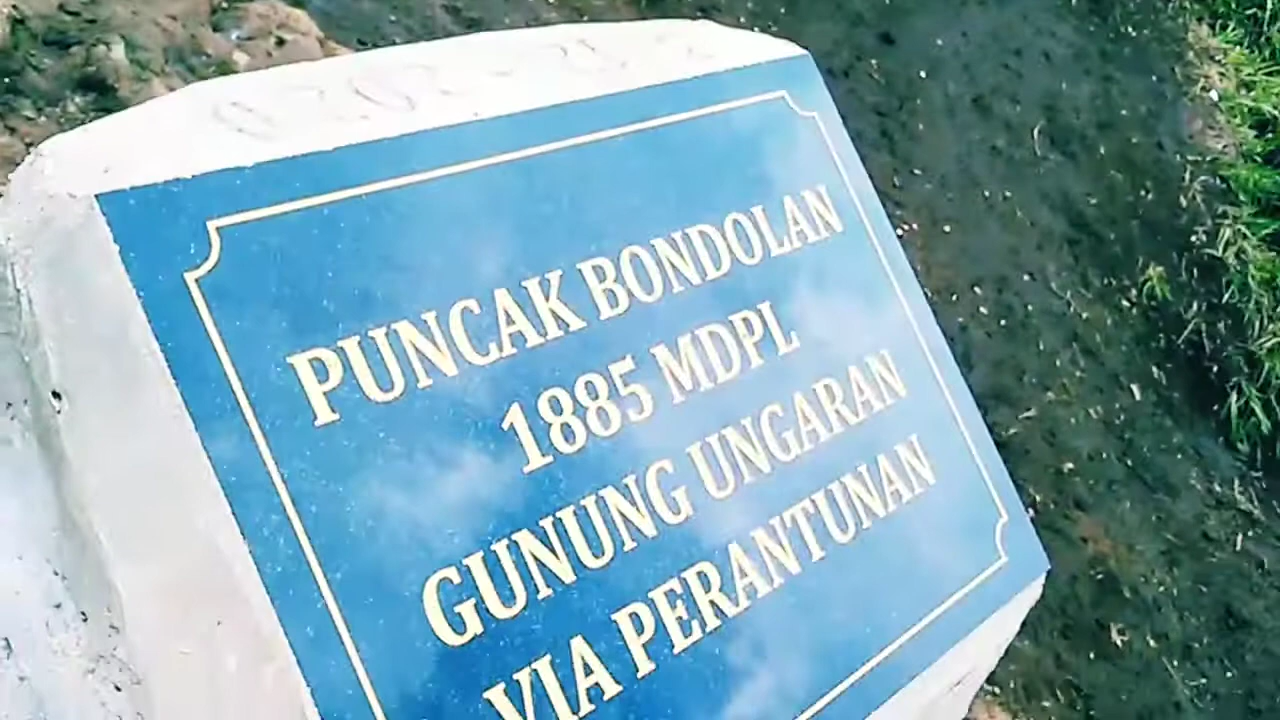 PUNCAK BONDOLAN
1885 MDPL
GUNUNG UNGARAN
VIA PERANTUNAN